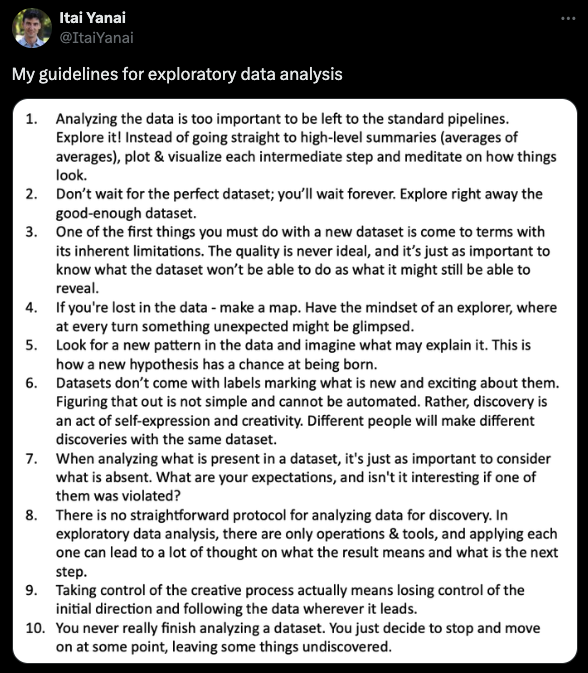 Itai Yanai
@ItaiYanai
My guidelines for exploratory data analysis
1. Analyzing the data is too important to be left to the standard pipelines.
Explore it! Instead of going straight to high-level summaries (averages of
averages), plot & visualize each intermediate step and meditate on how things
look.
2. Don’t wait for the perfect dataset; you’ll wait forever. Explore right away the
good-enough dataset.
3. One of the first things you must do with a new dataset is come to terms with
its inherent limitations. The quality is never ideal, and it’s just as important to
know what the dataset won’t be able to do as what it might still be able to
reveal.
4. If you're lost in the data - make a map. Have the mindset of an explorer, where
at every turn something unexpected might be glimpsed.
5. Look for a new pattern in the data and imagine what may explain it. This is
how a new hypothesis has a chance at being born.
6. Datasets don’t come with labels marking what is new and exciting about them.
Figuring that out is not simple and cannot be automated. Rather, discovery is
an act of self-expression and creativity. Different people will make different
discoveries with the same dataset.
7. When analyzing what is present in a dataset, it's just as important to consider
what is absent. What are your expectations, and isn't it interesting if one of
them was violated?
8. There is no straightforward protocol for analyzing data for discovery. In
exploratory data analysis, there are only operations & tools, and applying each
one can lead to a lot of thought on what the result means and what is the next
step.
9. Taking control of the creative process actually means losing control of the
initial direction and following the data wherever it leads.
10. You never really finish analyzing a dataset. You just decide to stop and move
on at some point, leaving some things undiscovered.